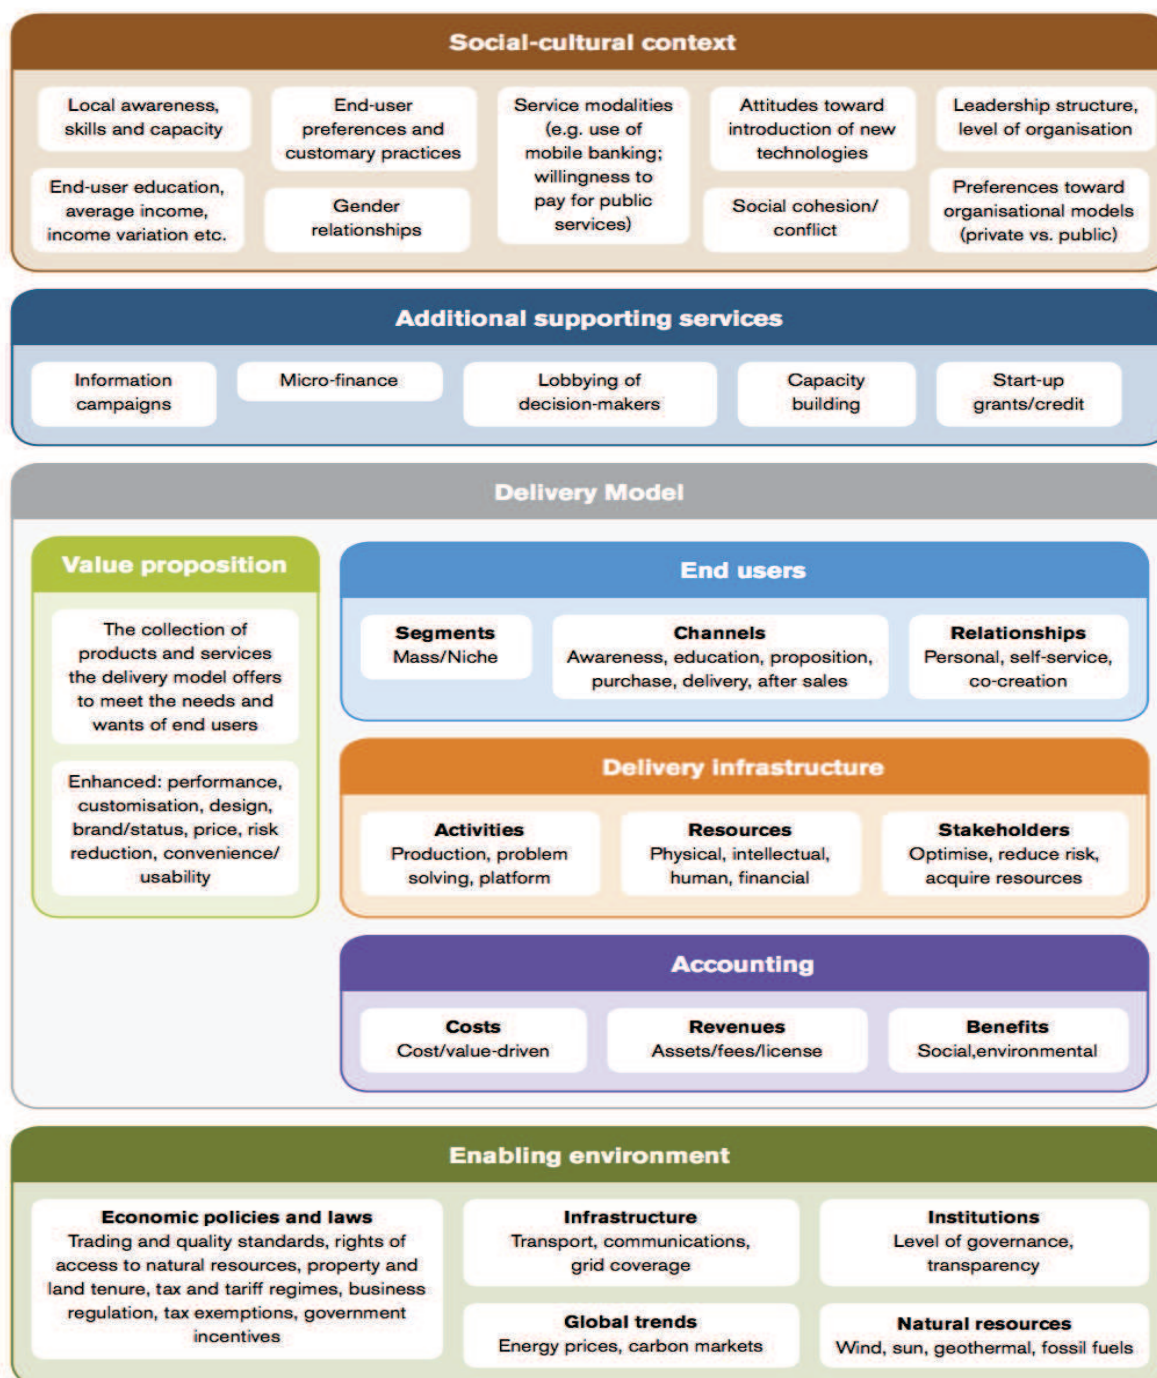 Social-cultural context
Local awareness,
skills and capacity
End-user
preferences and
customary practices
Service modalities
(e.g. use of
mobile banking;
willingness to
pay for public
services)
Attitudes toward
introduction of new
technologies
Leadership structure,
level of organisation
End-user education,
average income,
income variation etc.
Gender
relationships
Social cohesion/
conflict
Preferences toward
organisational models
(private vs. public)
Additional supporting services
Information
campaigns
Micro-finance
Lobbying of
decision-makers
Capacity
building
Start-up
grants/credit
Delivery Model
Value proposition
The collection of
products and services
the delivery model offers
to meet the needs and
wants of end users
Enhanced: performance,
customisation, design,
brand/status, price, risk
reduction, convenience/
usability
End users
Segments
Mass/Niche
Channels
Awareness, education, proposition,
purchase, delivery, after sales
Relationships
Personal, self-service,
co-creation
Delivery infrastructure
Activities
Production, problem
solving, platform
Resources
Physical, intellectual,
human, financial
Stakeholders
Optimise, reduce risk,
acquire resources
Accounting
Costs
Cost/value-driven
Revenues
Assets/fees/license
Benefits
Social,environmental
Enabling environment
Economic policies and laws
Trading and quality standards, rights of
access to natural resources, property and
land tenure, tax and tariff regimes, business
regulation, tax exemptions, government
incentives
Infrastructure
Transport, communications,
grid coverage
Institutions
Level of governance,
transparency
Global trends
Energy prices, carbon markets
Natural resources
Wind, sun, geothermal, fossil fuels